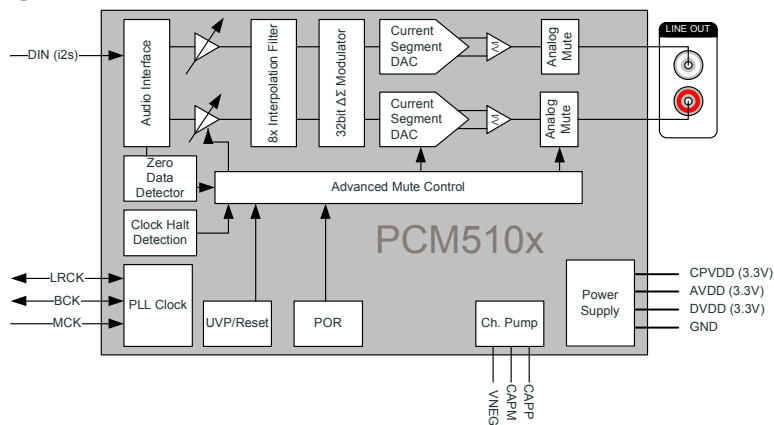 LINE OUT
DIN (i2s)
Audio Interface
8x Interpolation Filter
32bit ΔΣ Modulator
Current
Segment
DAC
Analog
Mute
Current
Segment
DAC
Analog
Mute
Zero
Data
Detector
Advanced Mute Control
Clock Halt
Detection
PCM510x
LRCK
BCK
MCK
PLL Clock
UVP/Reset
POR
Ch. Pump
Power
Supply
CPVDD (3.3V)
AVDD (3.3V)
DVDD (3.3V)
GND
VNEG
CAPM
CAPP